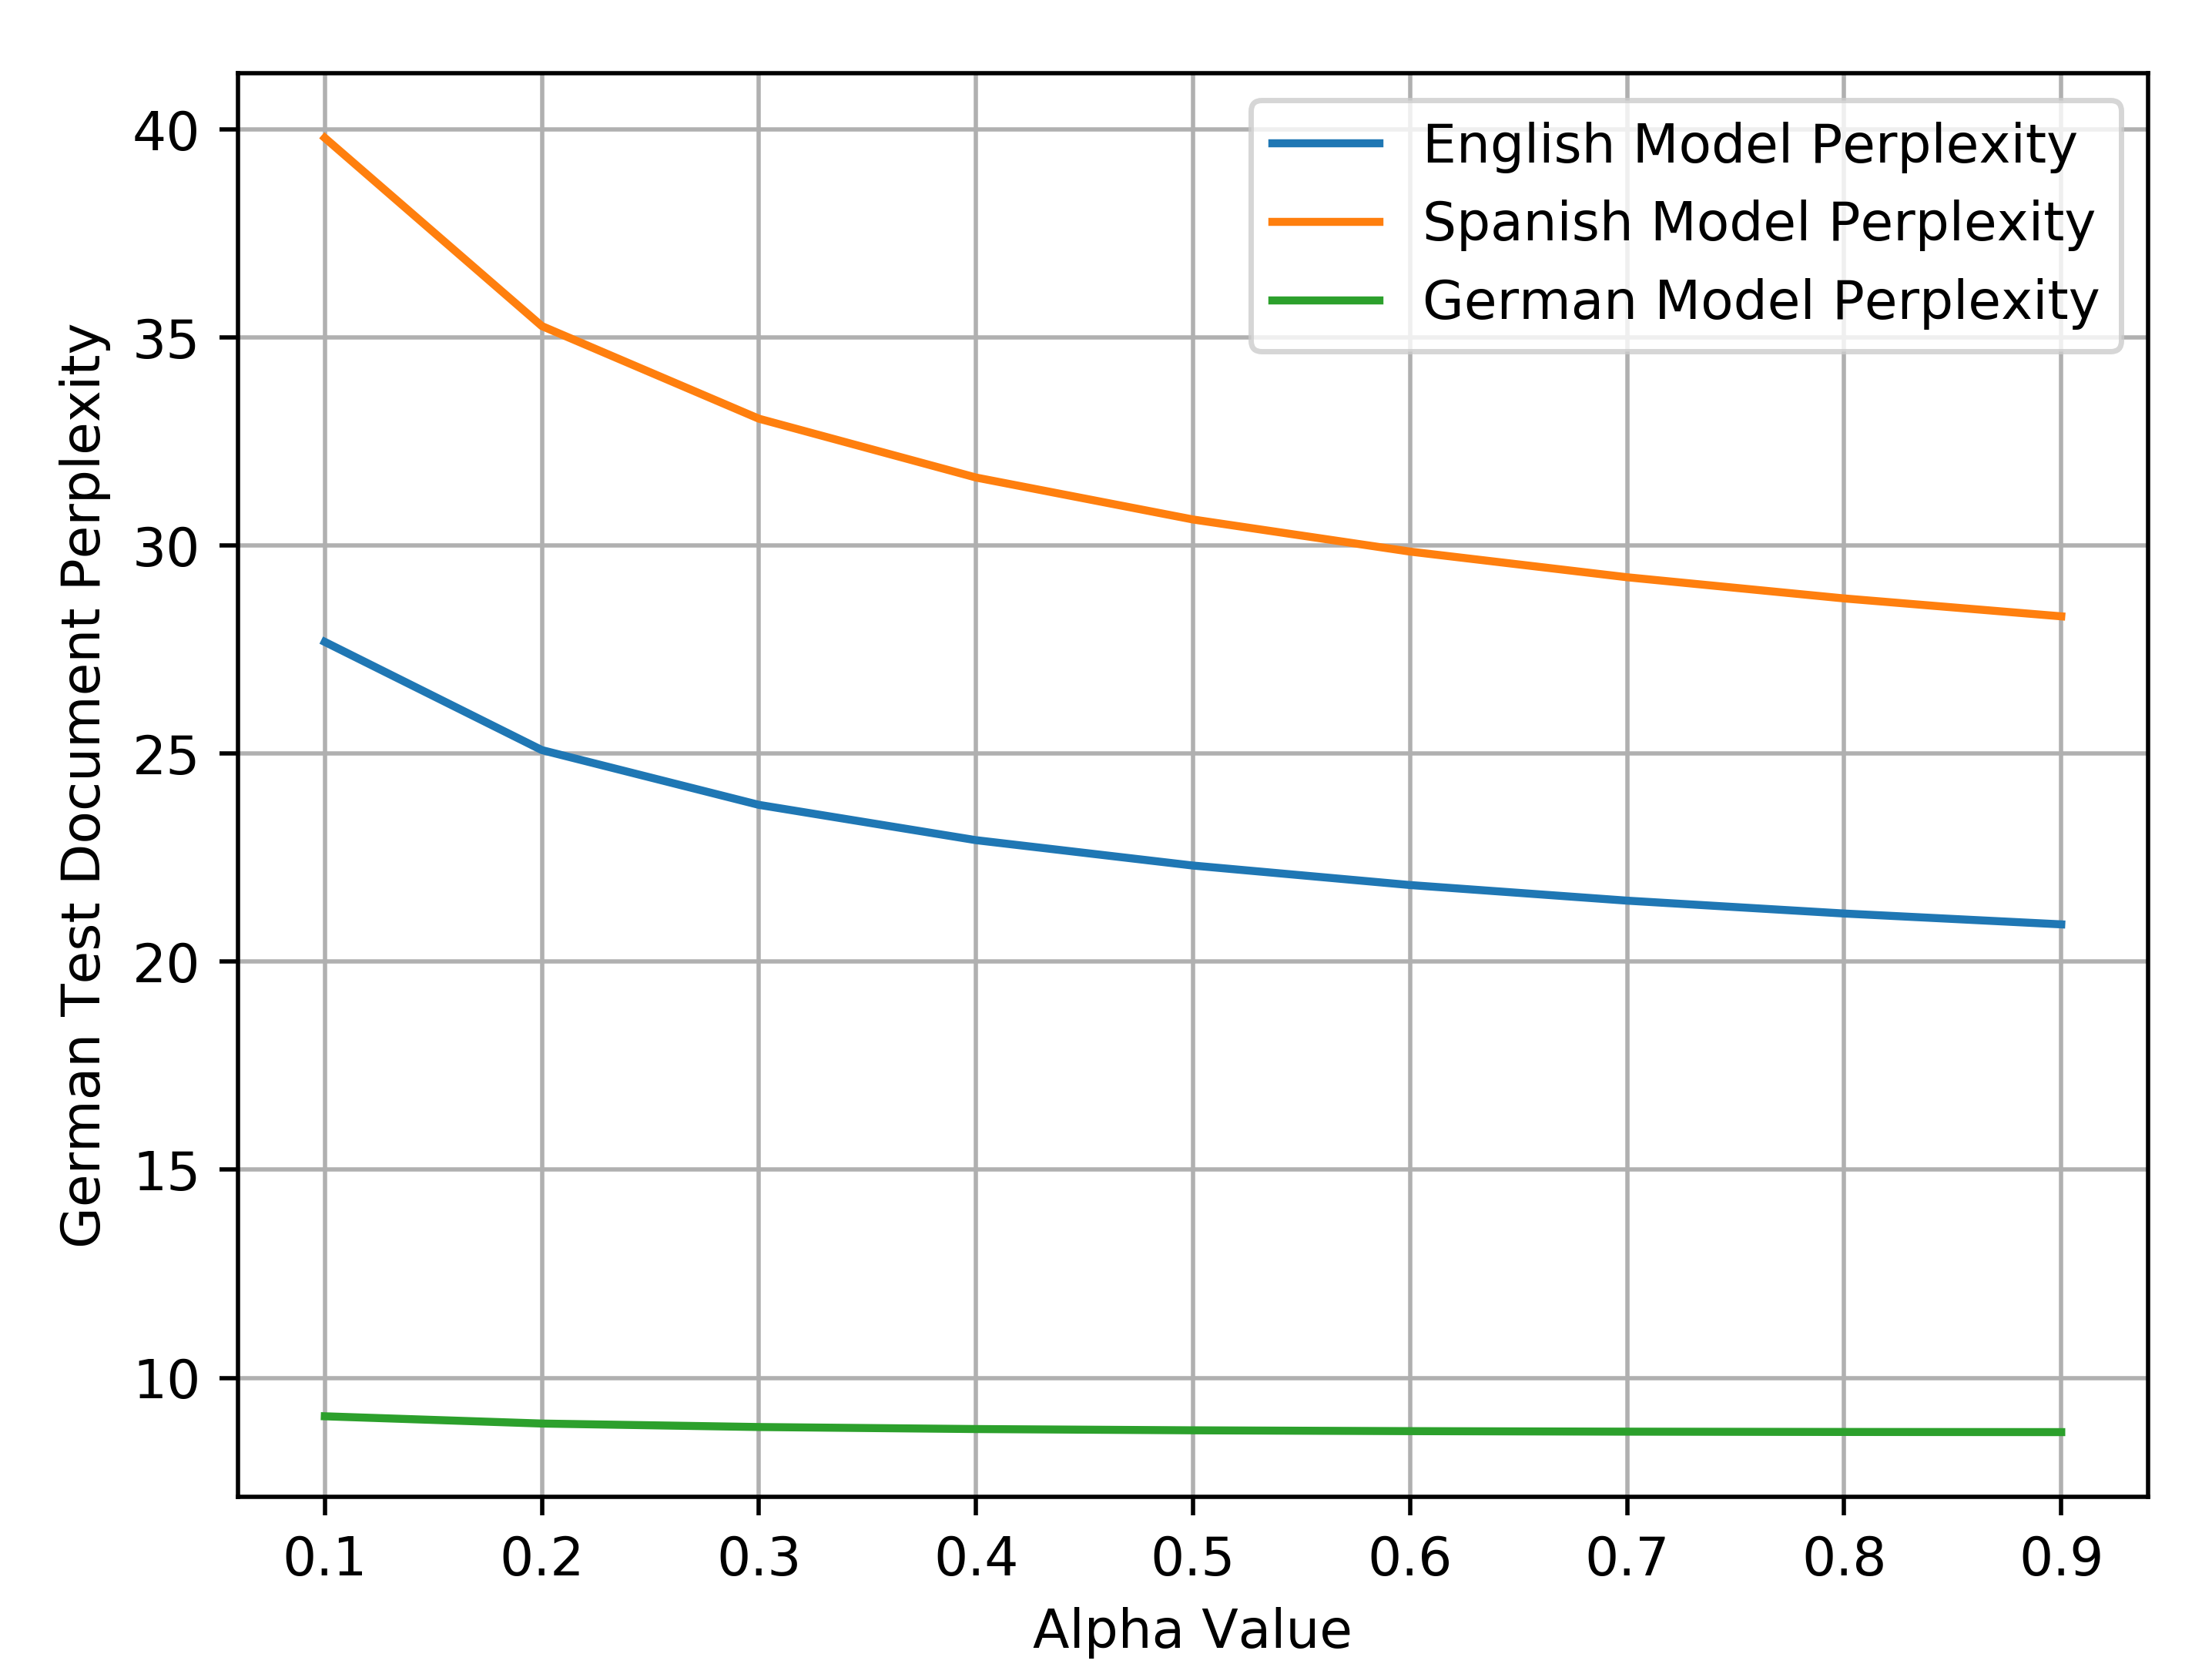 English Model Perplexity
Spanish Model Perplexity
German Model Perplexity
German Test Document Perplexity
40
35
30
25
20
15
10
0.1 0.2 0.3 0.4 0.5 0.6 0.7 0.8 0.9
Alpha Value